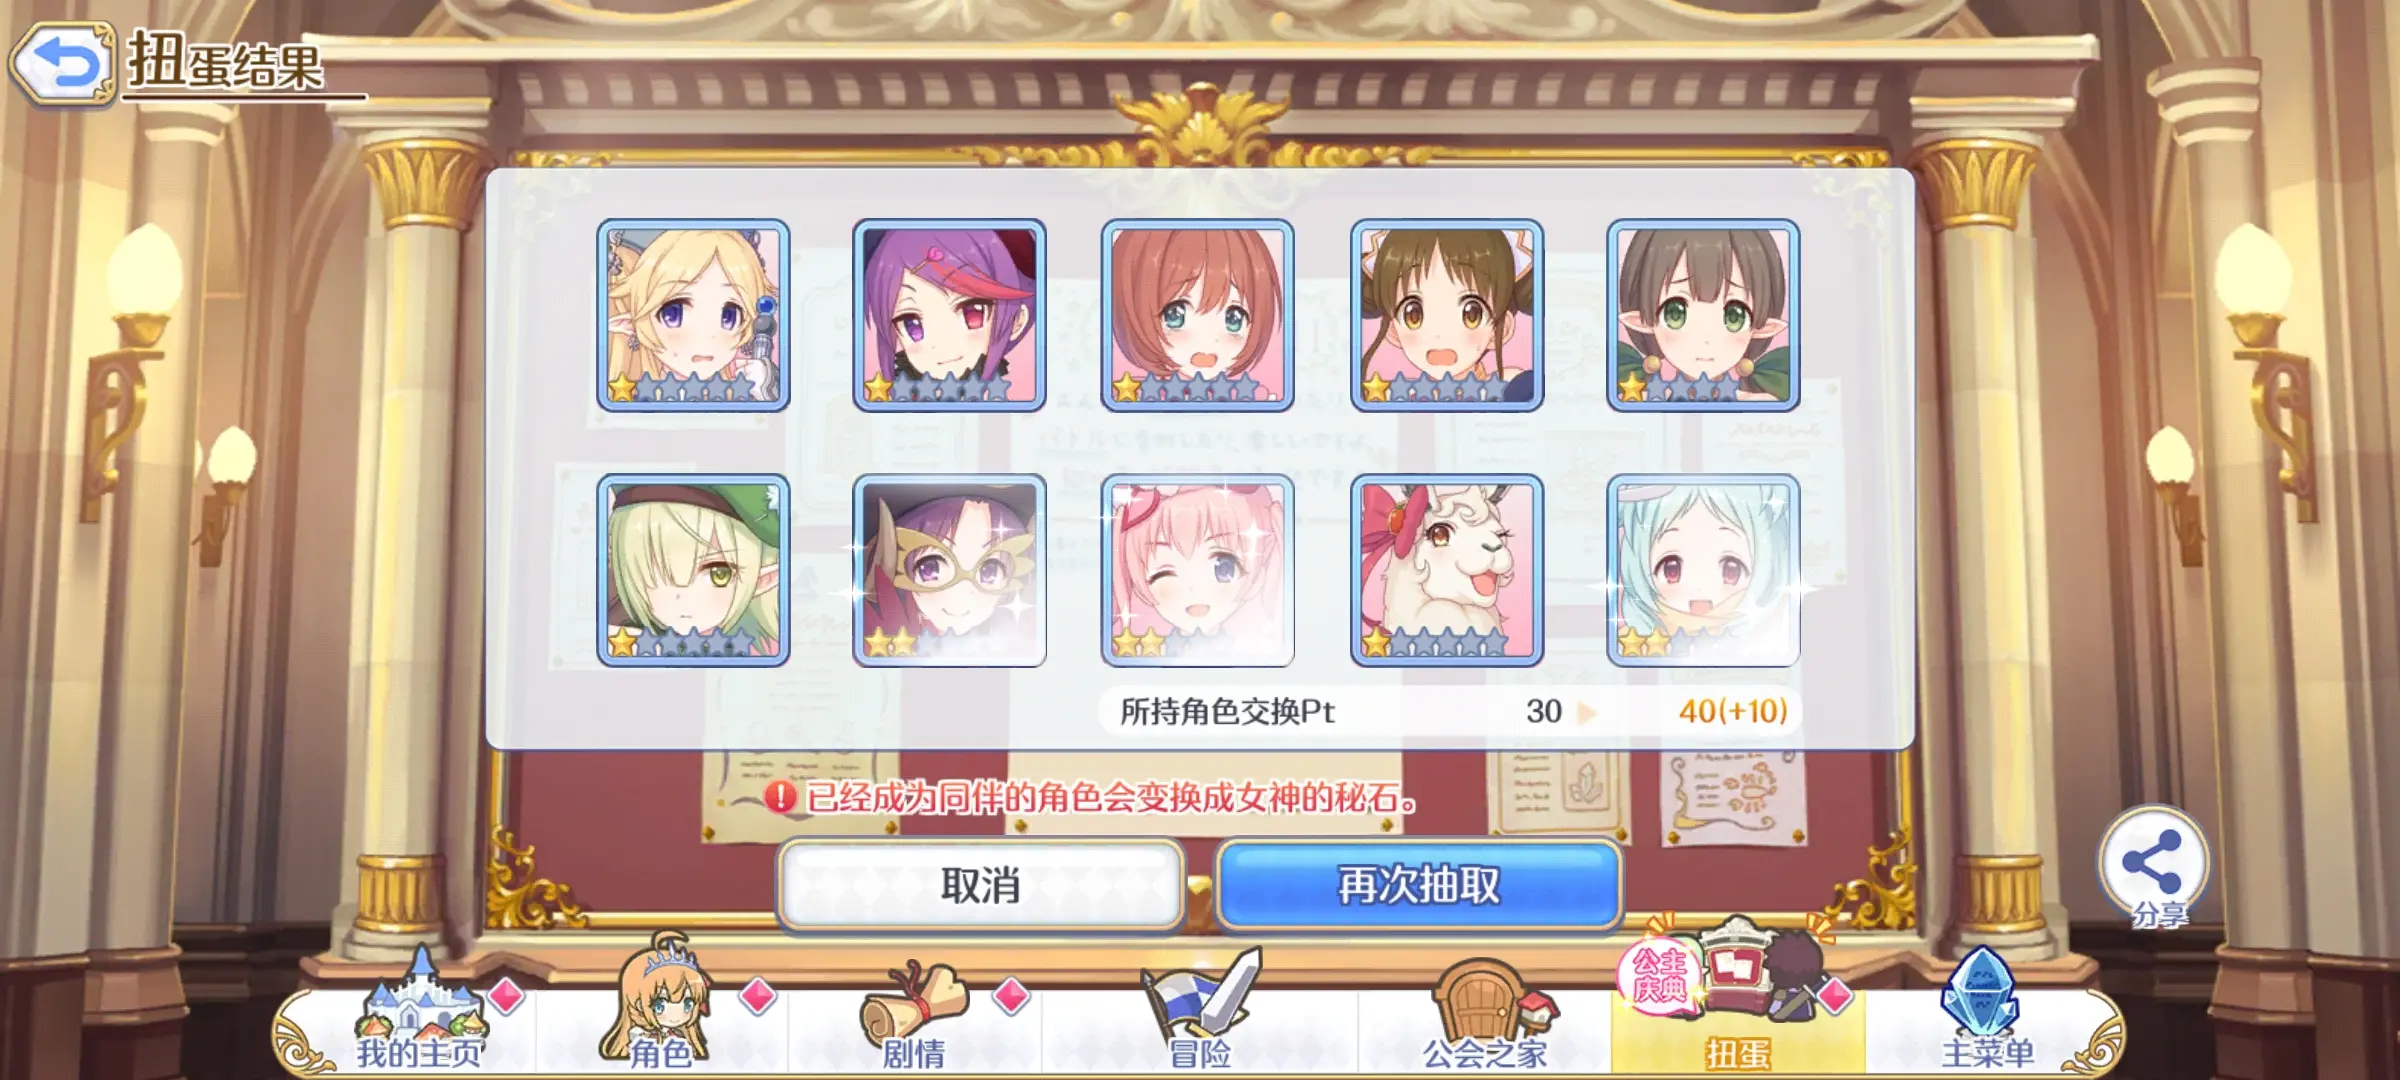 扭蛋结果
所持角色交换Pt 30 40(+10)
已经成为同伴的角色会变换成女神的秘石。
取消
再次抽取
分享
公主
庆典
我的主页
角色
剧情
冒险
公会之家
扭蛋
主菜单